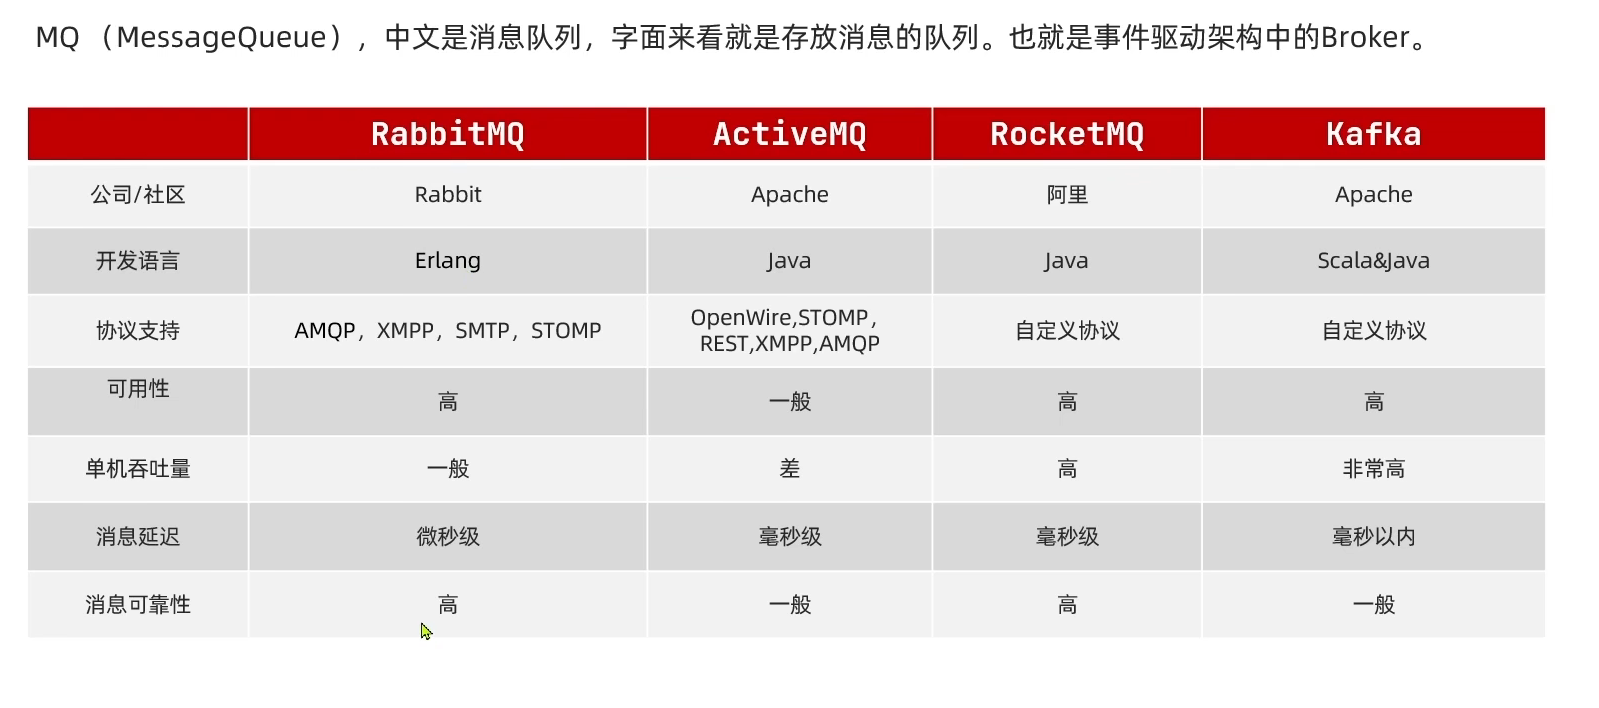 MQ （MessageQueue），中文是消息队列，字面来看就是存放消息的队列。也就是事件驱动架构中的Broker。
RabbitMQ ActiveMQ RocketMQ Kafka
公司/社区 Rabbit Apache 阿里 Apache
开发语言 Erlang Java Java Scala&Java
协议支持 AMQP，XMPP，SMTP，STOMP OpenWire,STOMP， REST,XMPP,AMQP 自定义协议 自定义协议
可用性 高 一般 高 高
单机吞吐量 一般 差 高 非常高
消息延迟 微秒级 毫秒级 毫秒级 毫秒以内
消息可靠性 高 一般 高 一般